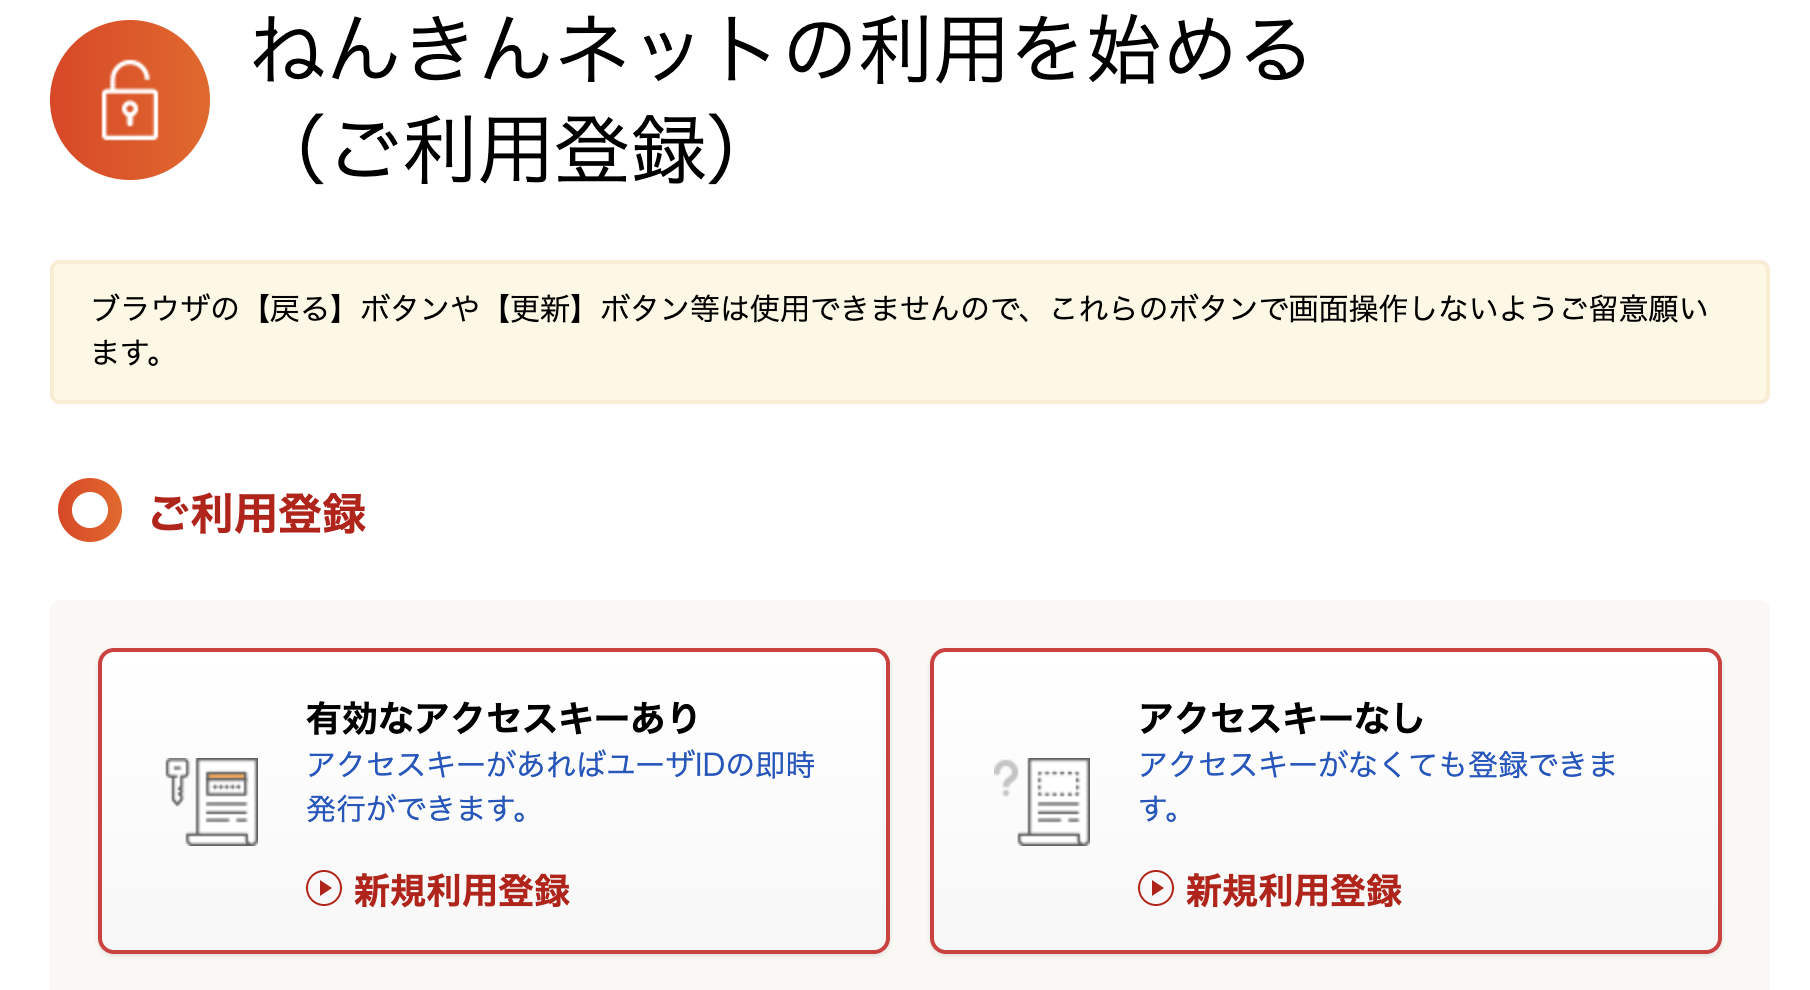 ねんきんネットの利用を始める
（ご利用登録）
ブラウザの【戻る】ボタンや【更新】ボタン等は使用できませんので、これらのボタンで画面操作しないようご留意願い
ます。
ご利用登録
有効なアクセスキーあり
アクセスキーがあればユーザIDの即時
発行ができます。
新規利用登録
アクセスキーなし
アクセスキーがなくても登録できま
す。
新規利用登録